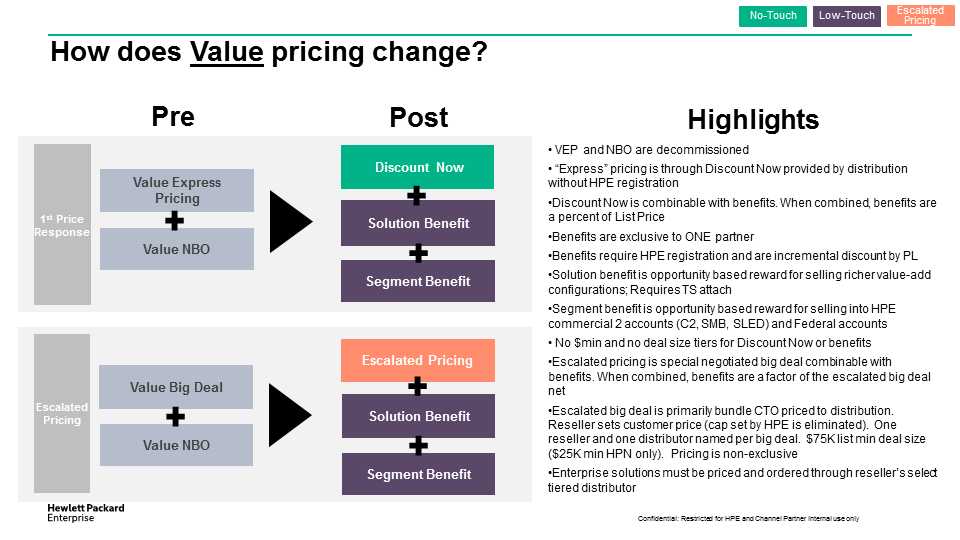 No-Touch
Low-Touch
Escalated
Pricing
How does Value pricing change?
Pre
Post
Highlights
1st Price
Response
Value Express
Pricing
Value NBO
Discount Now
Solution Benefit
Segment Benefit
Escalated
Pricing
Value Big Deal
Value NBO
Escalated Pricing
Solution Benefit
Segment Benefit
• VEP and NBO are decommissioned
• “Express” pricing is through Discount Now provided by distribution
without HPE registration
•Discount Now is combinable with benefits. When combined, benefits are
a percent of List Price
•Benefits are exclusive to ONE partner
•Benefits require HPE registration and are incremental discount by PL
•Solution benefit is opportunity based reward for selling richer value-add
configurations; Requires TS attach
•Segment benefit is opportunity based reward for selling into HPE
commercial 2 accounts (C2, SMB, SLED) and Federal accounts
• No $min and no deal size tiers for Discount Now or benefits
•Escalated pricing is special negotiated big deal combinable with
benefits. When combined, benefits are a factor of the escalated big deal
net
•Escalated big deal is primarily bundle CTO priced to distribution.
Reseller sets customer price (cap set by HPE is eliminated). One
reseller and one distributor named per big deal. $75K list min deal size
($25K min HPN only). Pricing is non-exclusive
•Enterprise solutions must be priced and ordered through reseller’s select
tiered distributor
Hewlett Packard
Enterprise
Confidential: Restricted for HPE and Channel Partner internal use only